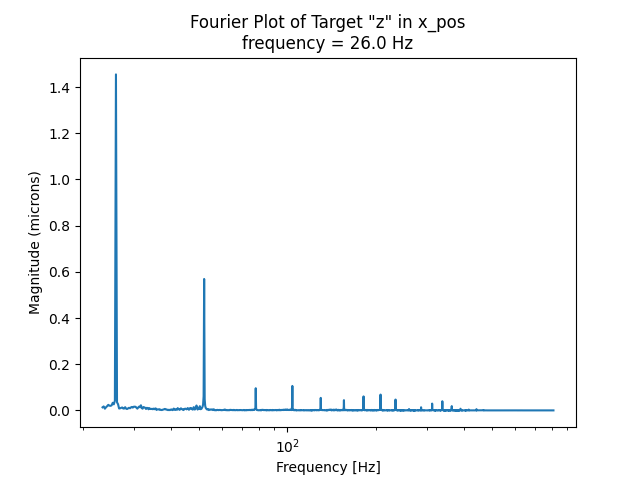 Fourier Plot of Target "z" in x_pos
frequency = 26.0 Hz
Magnitude (microns)
1.4
1.2
1.0
0.8
0.6
0.4
0.2
0.0
10²
Frequency [Hz]